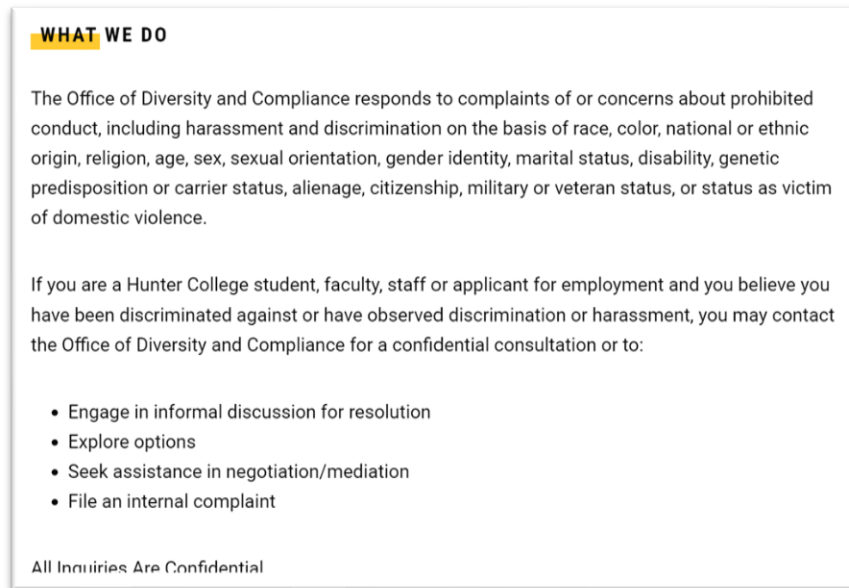 WHAT WE DO
The Office of Diversity and Compliance responds to complaints of or concerns about prohibited
conduct, including harassment and discrimination on the basis of race, color, national or ethnic
origin, religion, age, sex, sexual orientation, gender identity, marital status, disability, genetic
predisposition or carrier status, alienage, citizenship, military or veteran status, or status as victim
of domestic violence.
If you are a Hunter College student, faculty, staff or applicant for employment and you believe you
have been discriminated against or have observed discrimination or harassment, you may contact
the Office of Diversity and Compliance for a confidential consultation or to:
• Engage in informal discussion for resolution
• Explore options
• Seek assistance in negotiation/mediation
• File an internal complaint
All Inquiries Are Confidential